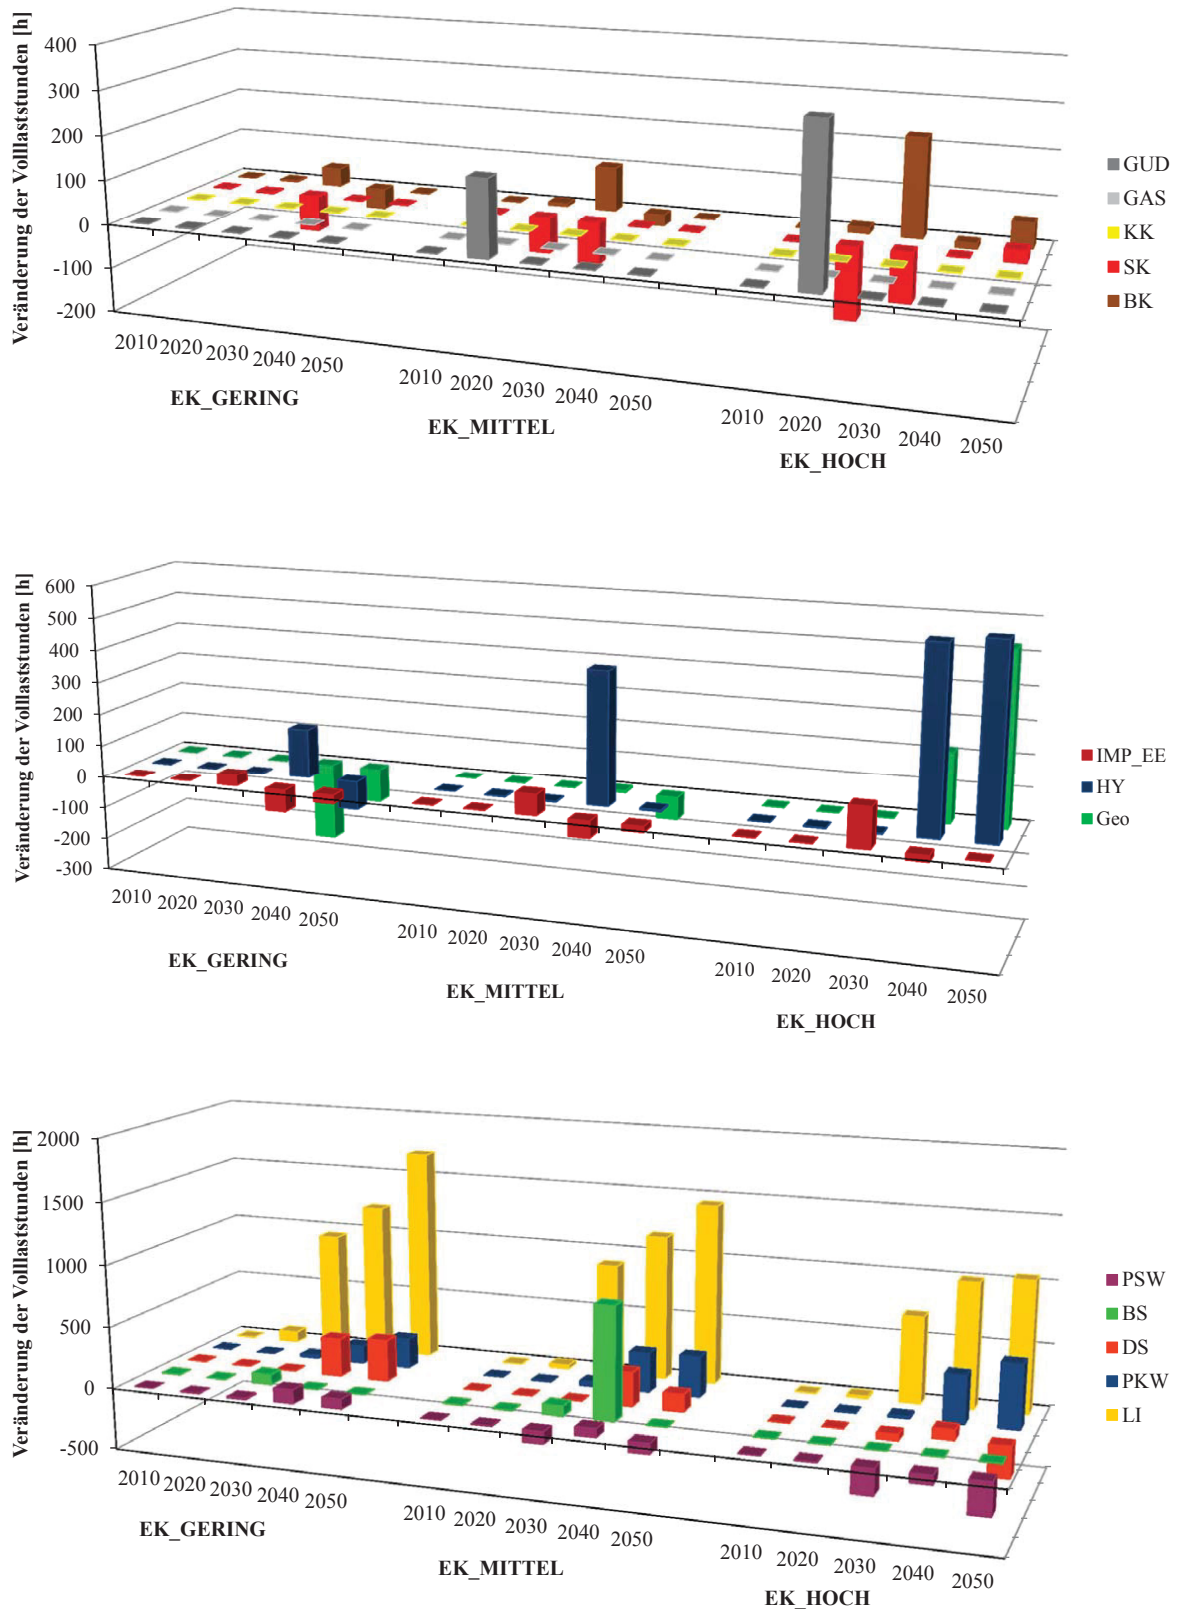 Veränderung der Volllaststunden [h]
400
300
200
100
0
-100
-200
2010 2020 2030 2040 2050
2010 2020 2030 2040 2050
2010 2020 2030 2040 2050
EK_GERING
EK_MITTEL
EK_HOCH
GUD
GAS
KK
SK
BK
Veränderung der Volllaststunden [h]
600
500
400
300
200
100
0
-100
-200
-300
2010 2020 2030 2040 2050
2010 2020 2030 2040 2050
2010 2020 2030 2040 2050
EK_GERING
EK_MITTEL
EK_HOCH
IMP_EE
HY
Geo
Veränderung der Volllaststunden [h]
2000
1500
1000
500
0
-500
2010 2020 2030 2040 2050
2010 2020 2030 2040 2050
2010 2020 2030 2040 2050
EK_GERING
EK_MITTEL
EK_HOCH
PSW
BS
DS
PKW
LI